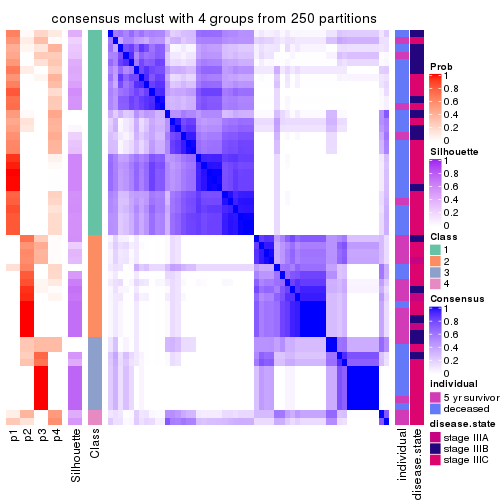 consensus mclust with 4 groups from 250 partitions
Prob
1
0.8
0.6
0.4
0.2
0
Silhouette
1
0.8
0.6
0.4
0.2
0
Class
1
2
3
4
Consensus
1
0.8
0.6
0.4
0.2
0
individual
5 yr survivor
deceased
disease.state
stage IIIA
stage IIIB
stage IIIC
p1
p2
p3
p4
Silhouette
Class
individual
disease.state